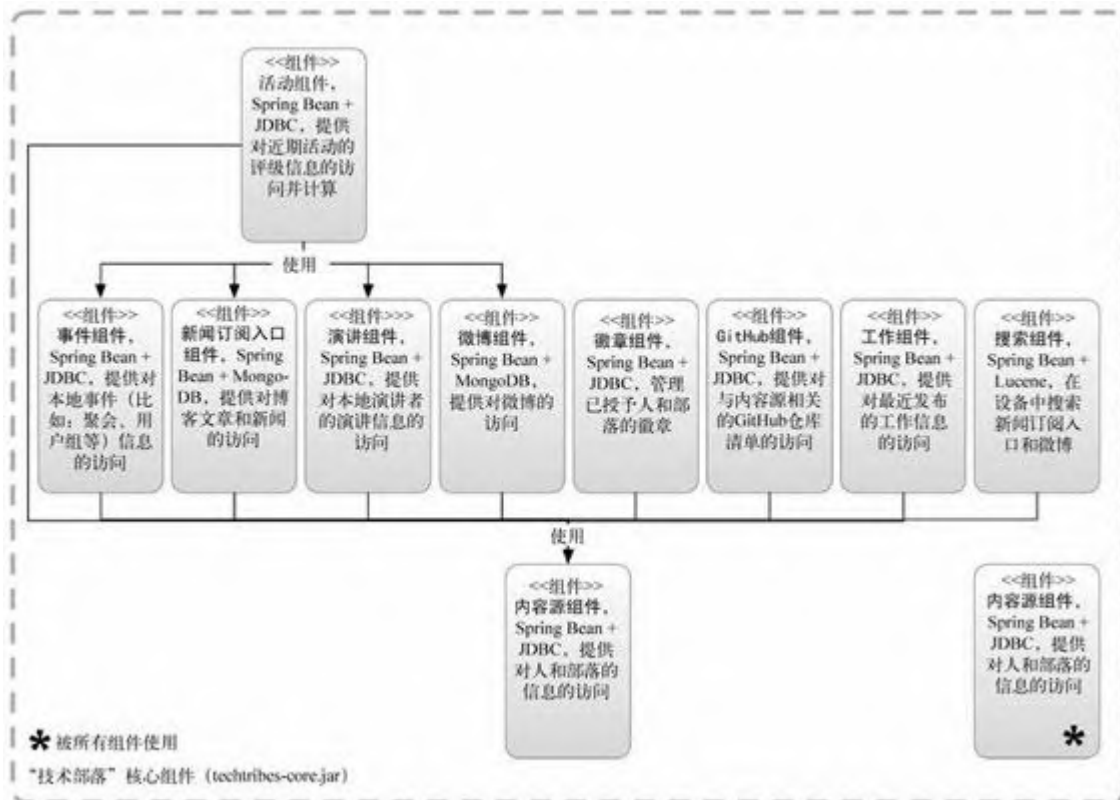 <<组件>>
活动组件，
Spring Bean +
JDBC，提供
对近期活动的
评级信息的访
问并计算
使用
<<组件>>
事件组件，
Spring Bean +
JDBC，提供对
本地事件（比
如：聚会、用
户组等）信息
的访问
<<组件>>
新闻订阅入口
组件，Spring
Bean + Mongo-
DB，提供对博
客文章和新闻
的访问
<<组件>>>
演讲组件，
Spring Bean +
JDBC，提供
对本地演讲者
的演讲信息的
访问
<<组件>>
微博组件，
Spring Bean +
MongoDB，
提供对微博的
访问
<<组件>>
徽章组件，
Spring Bean +
JDBC，管理
已授予人和部
落的徽章
<<组件>>
GitHub组件，
Spring Bean +
JDBC，提供对
与内容源相关
的GitHub仓库
清单的访问
<<组件>>
工作组件，
Spring Bean +
JDBC，提供
对最近发布的
工作信息的
访问
<<组件>>
搜索组件，
Spring Bean +
Lucene，在
设备中搜索
新闻订阅入
口和微博
使用
<<组件>>
内容源组件，
Spring Bean +
JDBC，提供
对人和部落的
信息的访问
<<组件>>
内容源组件，
Spring Bean +
JDBC，提供
对人和部落的
信息的访问
*
* 被所有组件使用
“技术部落”核心组件（techtribes-core.jar）